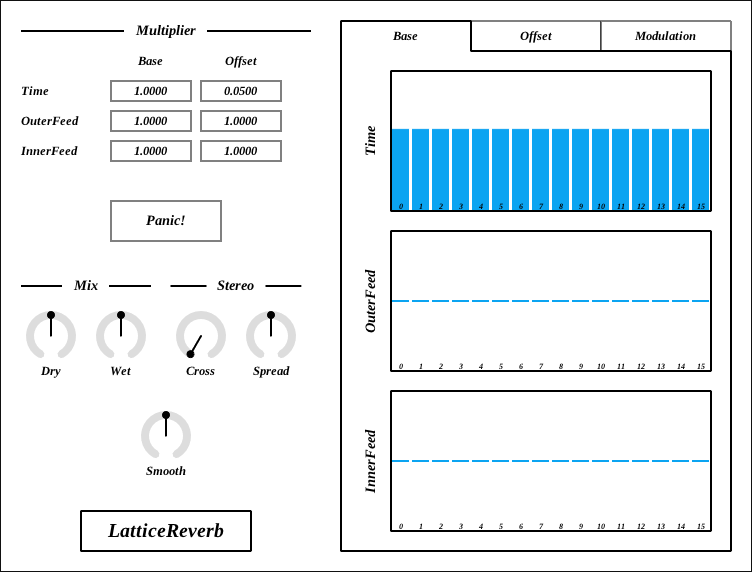 Multiplier
Base Offset
Time 1.0000 0.0500
OuterFeed 1.0000 1.0000
InnerFeed 1.0000 1.0000
Panic!
Mix Stereo
Dry Wet Cross Spread
Smooth
LatticeReverb
Base Offset Modulation
Time
0 1 2 3 4 5 6 7 8 9 10 11 12 13 14 15
OuterFeed
0 1 2 3 4 5 6 7 8 9 10 11 12 13 14 15
InnerFeed
0 1 2 3 4 5 6 7 8 9 10 11 12 13 14 15